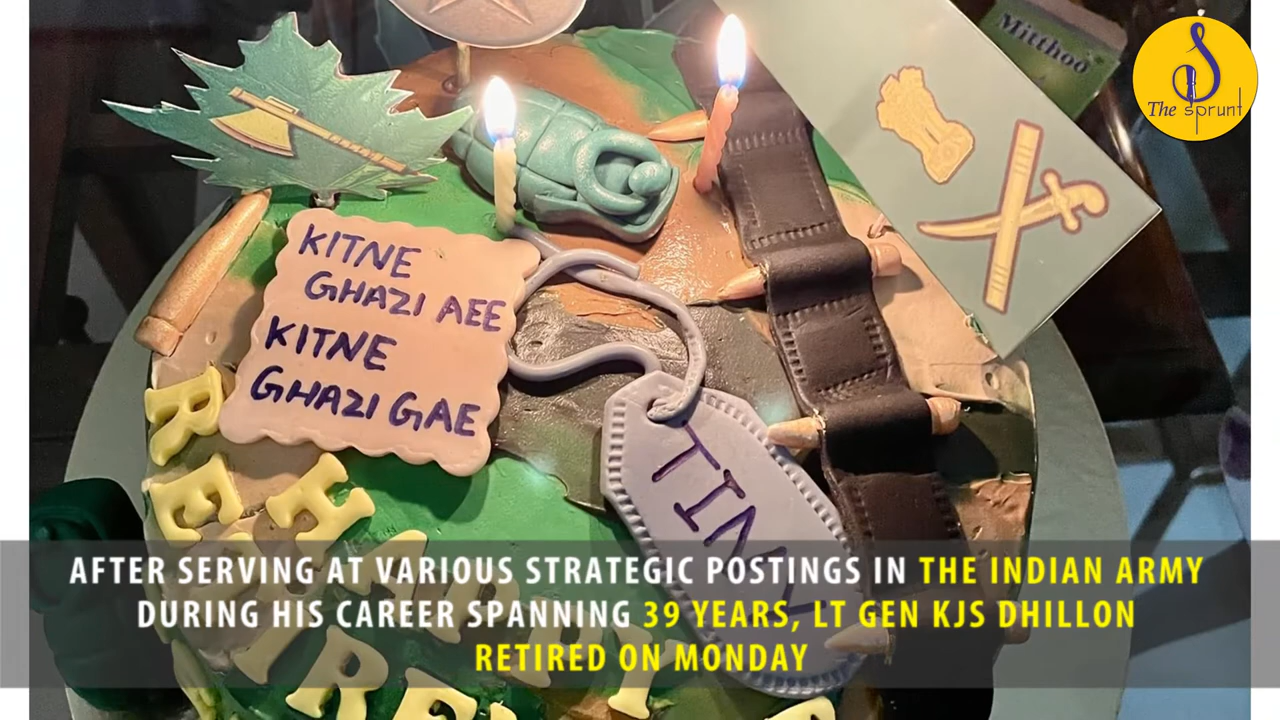 Mitthoo
The sprunt
KITNE
GHAZI AEE
KITNE
GHAZI GAE
AFTER SERVING AT VARIOUS STRATEGIC POSTINGS IN THE INDIAN ARMY
DURING HIS CAREER SPANNING 39 YEARS, LT GEN KJS DHILLON
RETIRED ON MONDAY
HAPPY